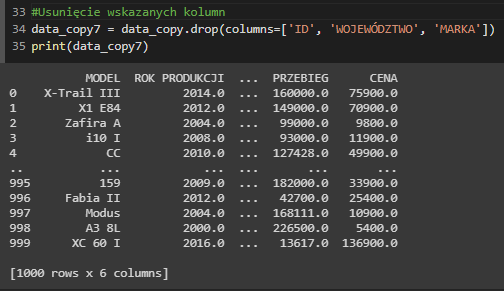 33 #Usunięcie wskazanych kolumn
34 data_copy7 = data_copy.drop(columns=['ID', 'WOJEWÓDZTWO', 'MARKA'])
35 print(data_copy7)
MODEL ROK PRODUKCJI ... PRZEBIEG CENA
0 X-Trail III 2014.0 ... 160000.0 75900.0
1 X1 E84 2012.0 ... 149000.0 70900.0
2 Zafira A 2004.0 ... 99000.0 9800.0
3 i10 I 2008.0 ... 93000.0 11900.0
4 CC 2010.0 ... 127428.0 49900.0
.. ... ... ... ... ...
995 159 2009.0 ... 182000.0 33900.0
996 Fabia II 2012.0 ... 42700.0 25400.0
997 Modus 2004.0 ... 168111.0 10900.0
998 A3 8L 2000.0 ... 226500.0 5400.0
999 XC 60 I 2016.0 ... 13617.0 136900.0
[1000 rows x 6 columns]